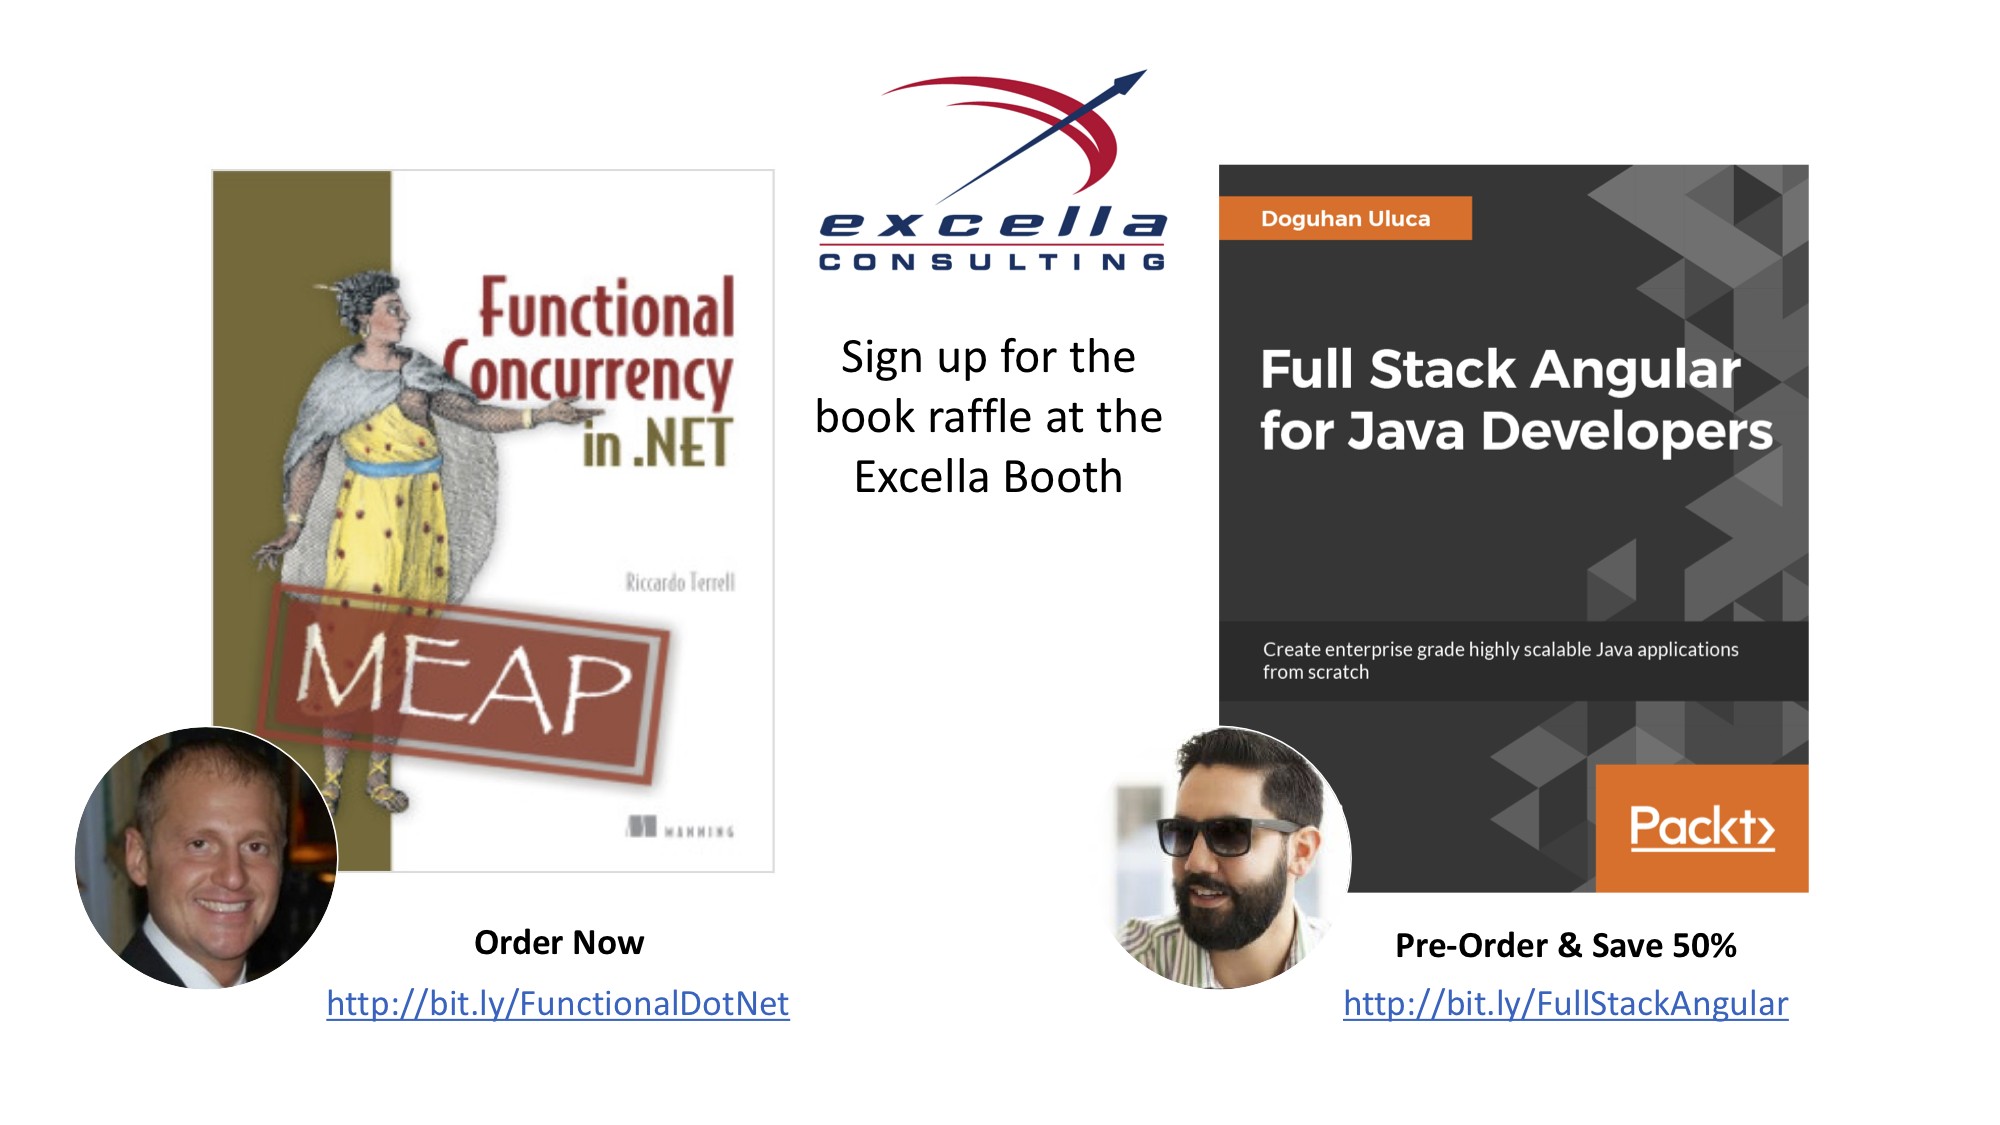 excella
CONSULTING
Sign up for the
book raffle at the
Excella Booth
Functional
Concurrency
in .NET
Riccardo Terrell
MEAP
MANNING
Order Now
http://bit.ly/FunctionalDotNet
Doguhan Uluca
Full Stack Angular
for Java Developers
Create enterprise grade highly scalable Java applications
from scratch
Packt>
Pre-Order & Save 50%
http://bit.ly/FullStackAngular